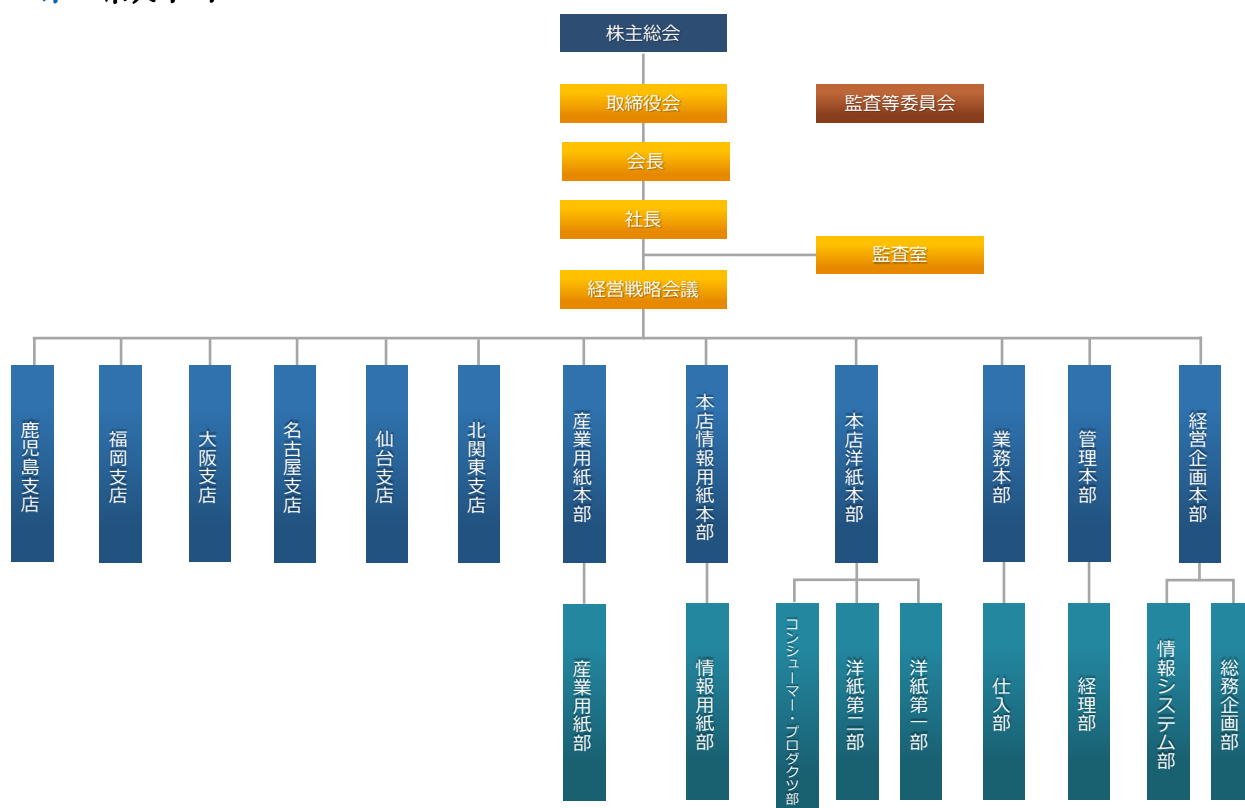 株主総会
取締役会
監査等委員会
会長
社長
監査室
経営戦略会議
鹿児島支店
福岡支店
大阪支店
名古屋支店
仙台支店
北関東支店
産業用紙本部
本店情報用紙本部
本店洋紙本部
業務本部
管理本部
経営企画本部
産業用紙部
情報用紙部
コンシューマー・プロダクツ部
洋紙第二部
洋紙第一部
仕入部
経理部
情報システム部
総務企画部